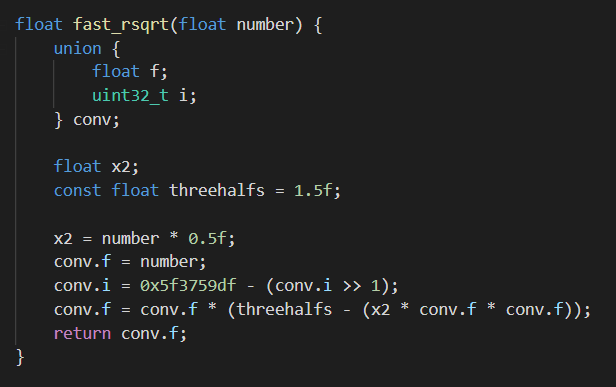 float fast_rsqrt(float number) {
    union {
        float f;
        uint32_t i;
    } conv;

    float x2;
    const float threehalfs = 1.5f;

    x2 = number * 0.5f;
    conv.f = number;
    conv.i = 0x5f3759df - (conv.i >> 1);
    conv.f = conv.f * (threehalfs - (x2 * conv.f * conv.f));
    return conv.f;
}